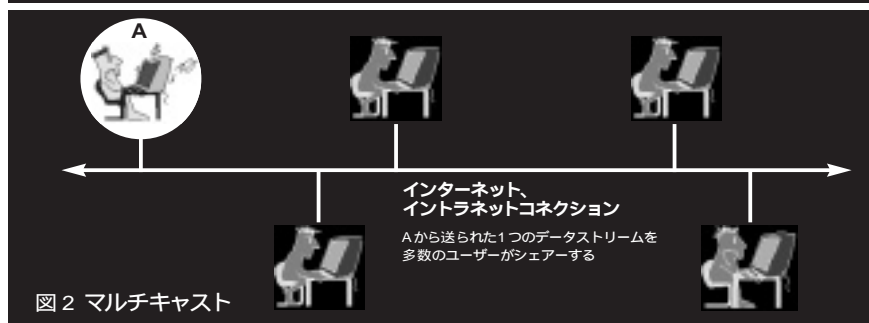 A
インターネット、
イントラネットコネクション
Aから送られた1つのデータストリームを
多数のユーザーがシェアーする
図2 マルチキャスト